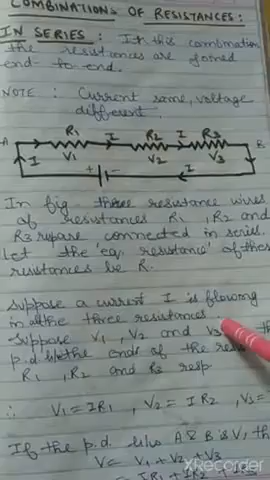 COMBINATIONS OF RESISTANCES:
IN SERIES: In this combination
the resistances are joined
end to end.
NOTE: Current same, voltage
different.
R1 I R2 I R3
A B
I V1 V2 V3 I
+ - I
In fig three resistance wires
of resistances R1, R2 and
R3 are connected in series.
Let the 'eq. resistance' of these
resistances be R.
Suppose a current I is flowing
in all the three resistances.
Suppose V1, V2 and V3
p.d. b/w the ends of the
R1, R2 and R3 resp
∴ V1 = IR1, V2 = IR2, V3 =
If the p.d. b/w A & B is V, th
V = V1 + V2 + V3
= IR1 + IR2 +
XRecorder